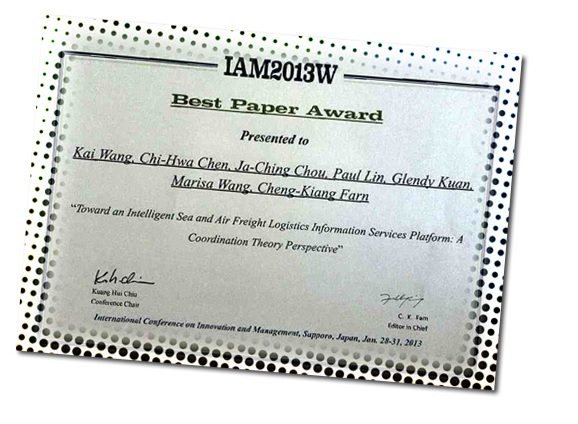 IAM2013W
Best Paper Award
Presented to
Kai Wang, Chi-Hwa Chen, Ja-Ching Chou, Paul Lin, Glendy Kuan,
Marisa Wang, Cheng-Kiang Farn
“Toward an Intelligent Sea and Air Freight Logistics Information Services Platform: A
Coordination Theory Perspective”
Kuang Hui Chiu
Conference Chair
C. K. Farn
Editor in Chief
International Conference on Innovation and Management, Sapporo, Japan, Jan. 28-31, 2013